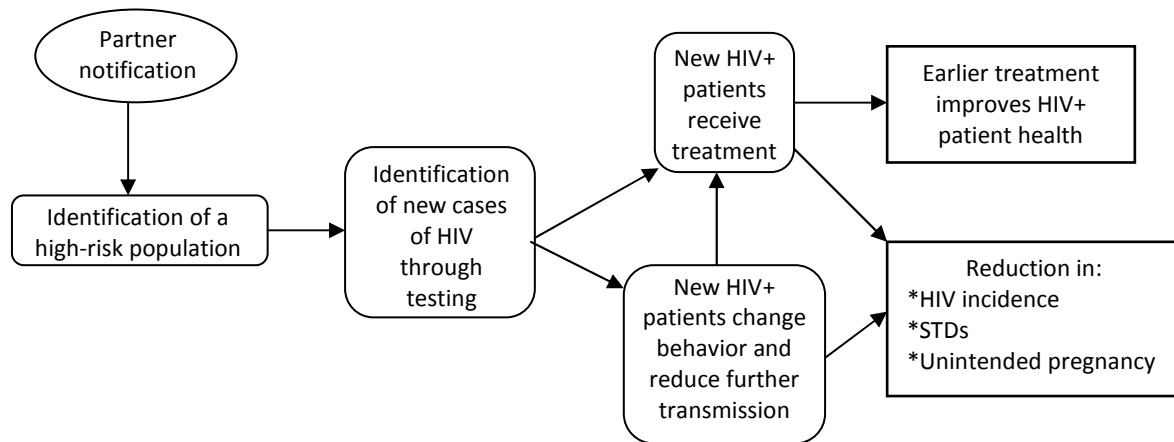 Partner
notification
Identification of a
high-risk population
Identification
of new cases
of HIV
through
testing
New HIV+
patients
receive
treatment
New HIV+
patients change
behavior and
reduce further
transmission
Earlier treatment
improves HIV+
patient health
Reduction in:
*HIV incidence
*STDs
*Unintended pregnancy